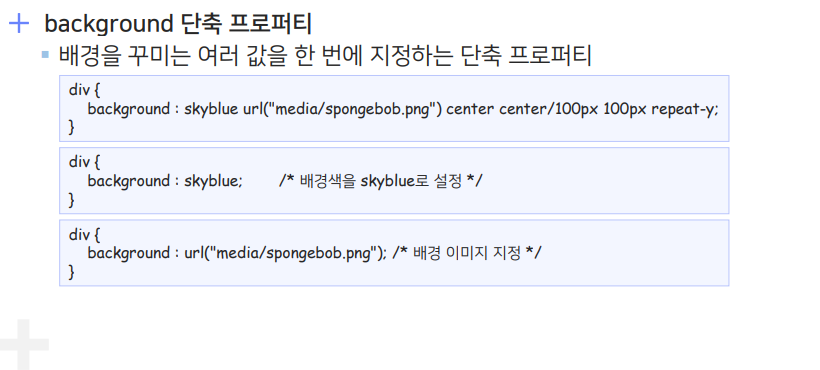 background 단축 프로퍼티
배경을 꾸미는 여러 값을 한 번에 지정하는 단축 프로퍼티
div {
background : skyblue url("media/spongebob.png") center center/100px 100px repeat-y;
}
div {
background : skyblue; /* 배경색을 skyblue로 설정 */
}
div {
background : url("media/spongebob.png"); /* 배경 이미지 지정 */
}